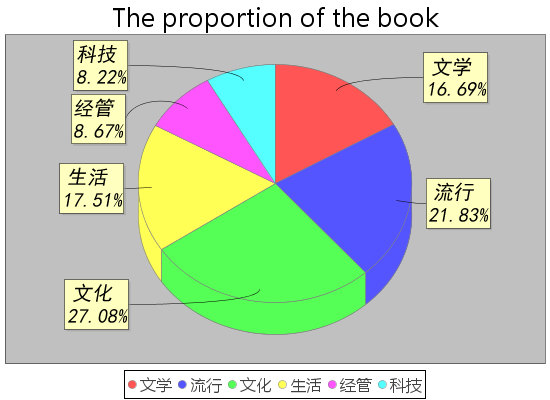 The proportion of the book
科技
8.22%
文学
16.69%
经管
8.67%
生活
17.51%
流行
21.83%
文化
27.08%
文学 流行 文化 生活 经管 科技